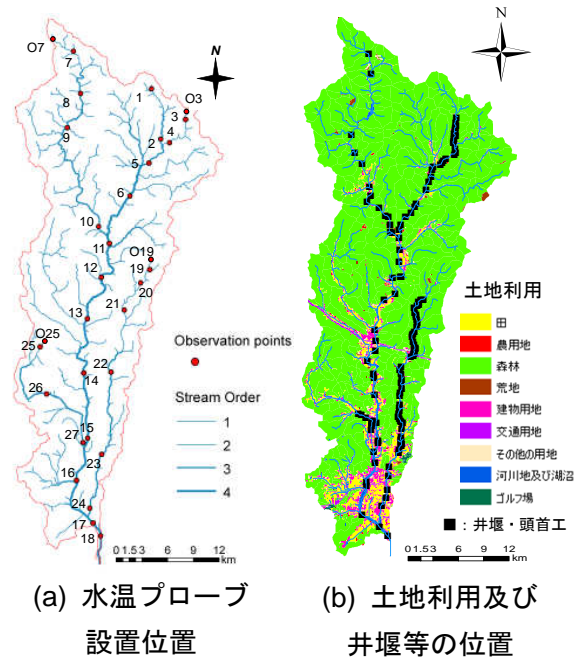 O7
7
8
9
1
O3
3
2
4
5
6
10
11
O19
19
12
20
21
13
O25
25
14
22
26
15
27
23
16
24
17
18
N
Observation points
Stream Order
1
2
3
4
0 1.53 6 9 12
km
(a) 水温プローブ
設置位置
N
土地利用
田
農用地
森林
荒地
建物用地
交通用地
その他の用地
河川地及び湖沼
ゴルフ場
:井堰・頭首工
0 1.53 6 9 12
km
(b) 土地利用及び
井堰等の位置